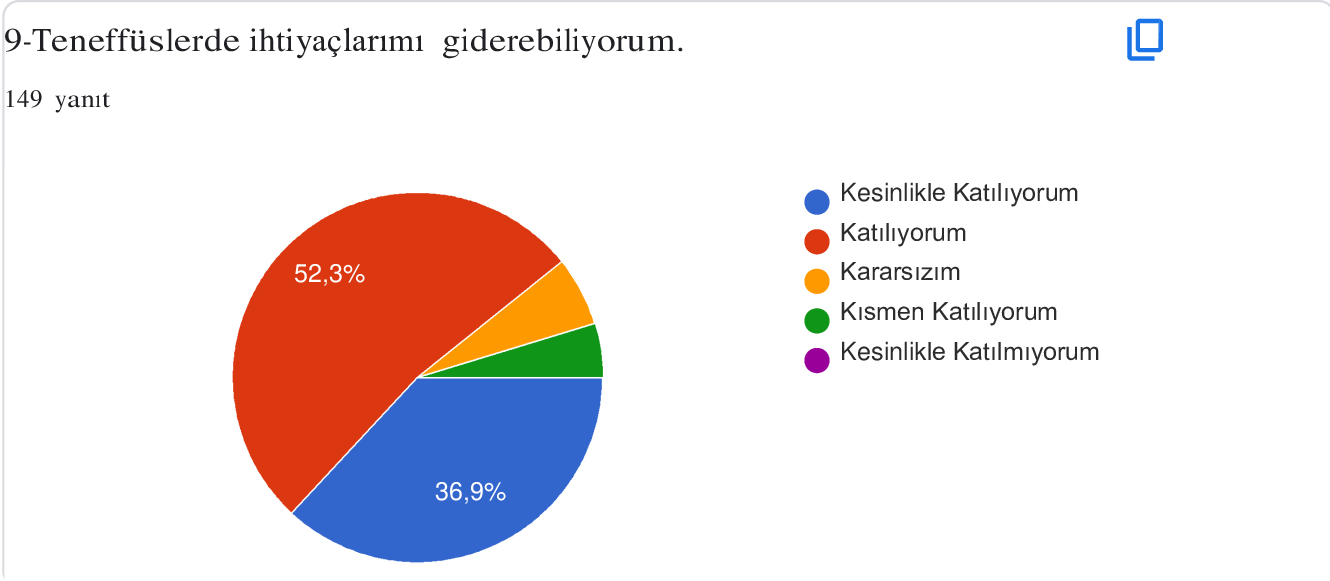 9-Teneffüslerde ihtiyaçlarımı giderebiliyorum.
149 yanıt
Kesinlikle Katılıyorum
Katılıyorum
Kararsızım
Kısmen Katılıyorum
Kesinlikle Katılmıyorum
52,3%
36,9%